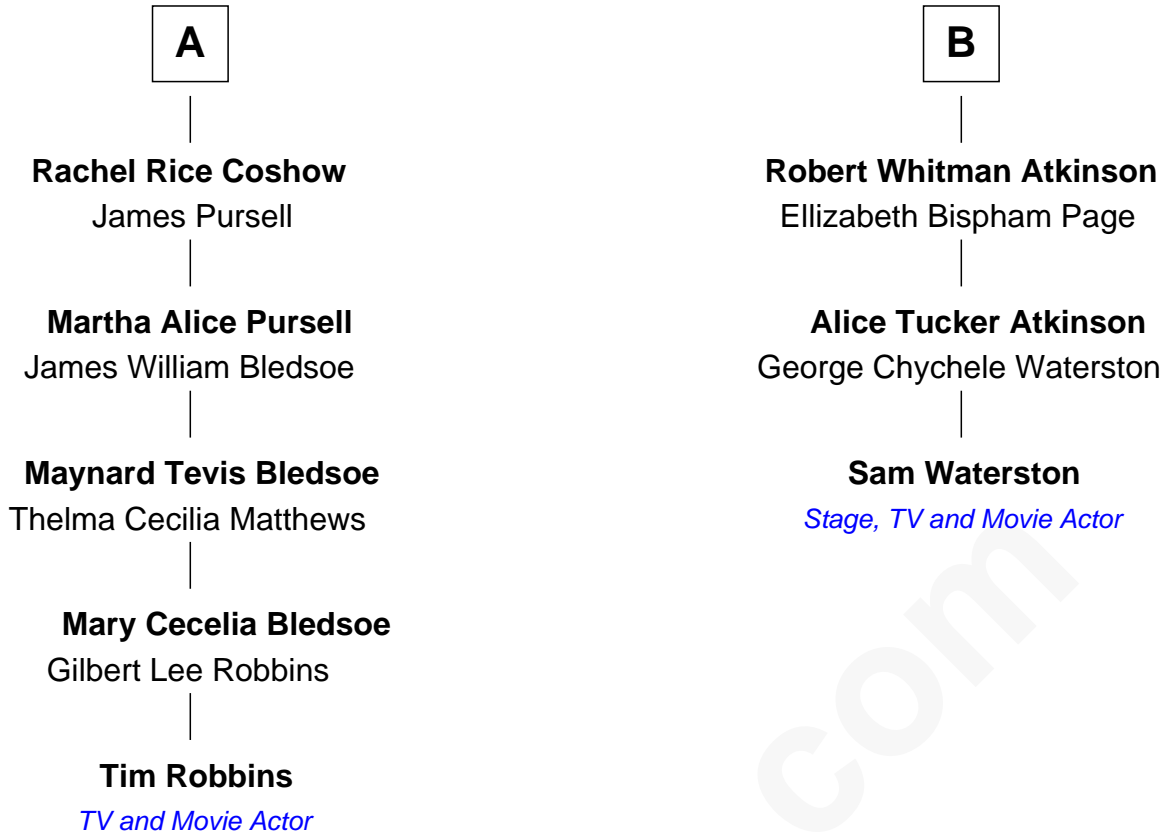 A
Rachel Rice Coshow
James Pursell
Martha Alice Pursell
James William Bledsoe
Maynard Tevis Bledsoe
Thelma Cecilia Matthews
Mary Cecelia Bledsoe
Gilbert Lee Robbins
Tim Robbins
TV and Movie Actor
B
Robert Whitman Atkinson
Ellizabeth Bispham Page
Alice Tucker Atkinson
George Chychele Waterston
Sam Waterston
Stage, TV and Movie Actor
com